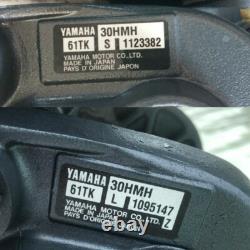 YAMAHA 30HMH
61TK S 1123382
YAMAHA MOTOR CO.,LTD.
MADE IN JAPAN
PAYS D'ORIGINE JAPON
YAMAHA 30HMH
61TK L 1095147
YAMAHA MOTOR CO.,LTD. Z
MADE IN JAPAN
PAYS D'ORIGINE JAPON